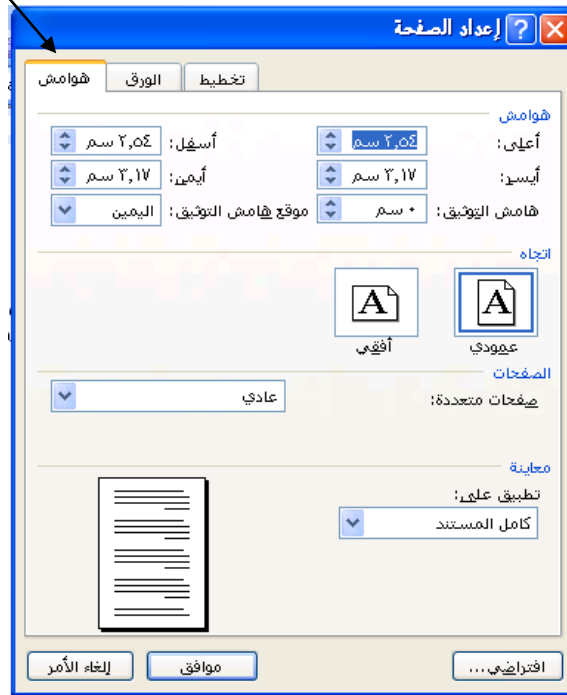 إعداد الصفحة
هوامش الورق تخطيط
هوامش
أعلى: ٢,٥٤ سم أسفل: ٢,٥٤ سم
أيسر: ٣,١٧ سم أيمن: ٣,١٧ سم
هامش التوثيق: ٠ سم موقع هامش التوثيق: اليمين
اتجاه
A A
عمودي أفقي
الصفحات
صفحات متعددة: عادي
معاينة
تطبيق على:
كامل المستند
افتراضي... موافق إلغاء الأمر